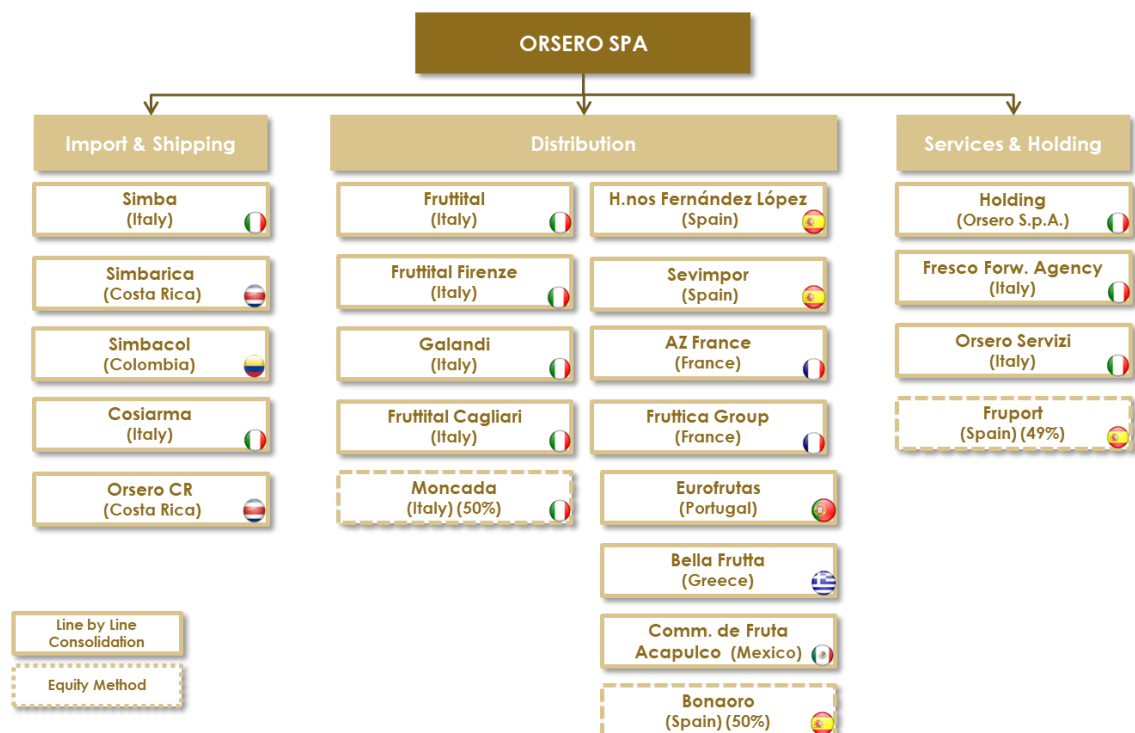 ORSERO SPA
Import & Shipping
Simba
(Italy)
Simbarica
(Costa Rica)
Simbacol
(Colombia)
Cosiarma
(Italy)
Orsero CR
(Costa Rica)
Distribution
Fruttital
(Italy)
Fruttital Firenze
(Italy)
Galandi
(Italy)
Fruttital Cagliari
(Italy)
Moncada
(Italy) (50%)
H.nos Fernández López
(Spain)
Sevimpor
(Spain)
AZ France
(France)
Fruttica Group
(France)
Eurofrutas
(Portugal)
Bella Frutta
(Greece)
Comm. de Fruta
Acapulco (Mexico)
Bonaoro
(Spain) (50%)
Services & Holding
Holding
(Orsero S.p.A.)
Fresco Forw. Agency
(Italy)
Orsero Servizi
(Italy)
Fruport
(Spain) (49%)
Line by Line
Consolidation
Equity Method